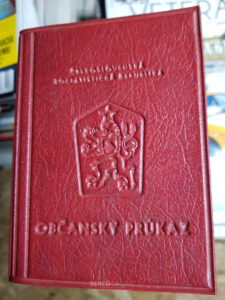 ČESKOSLOVENSKÁ
SOCIALISTICKÁ REPUBLIKA
OBČANSKÝ PRŮKAZ